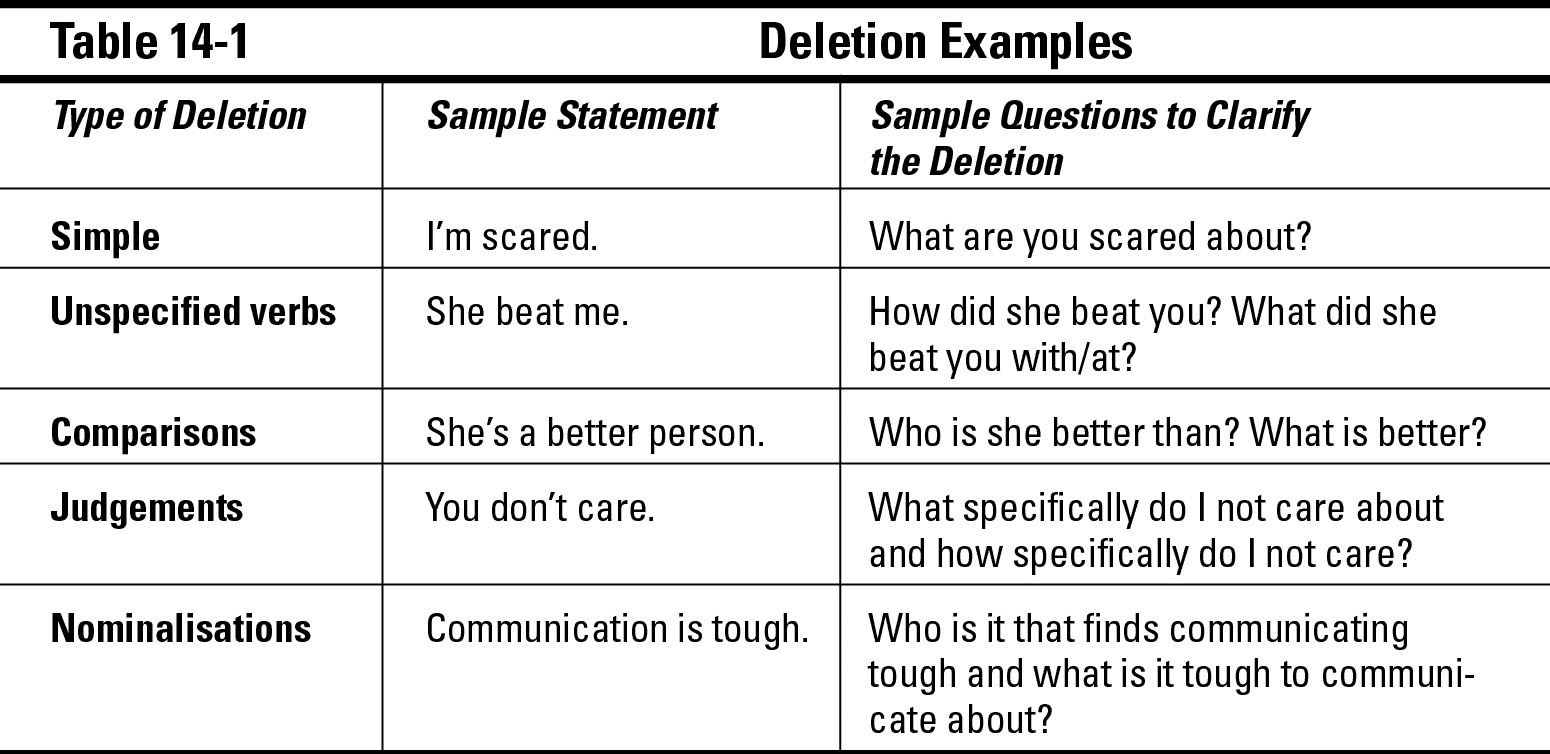 Table 14-1 Deletion Examples
Type of Deletion Sample Statement Sample Questions to Clarify
the Deletion
Simple I'm scared. What are you scared about?
Unspecified verbs She beat me. How did she beat you? What did she
beat you with/at?
Comparisons She's a better person. Who is she better than? What is better?
Judgements You don't care. What specifically do I not care about
and how specifically do I not care?
Nominalisations Communication is tough. Who is it that finds communicating
tough and what is it tough to communi-
cate about?